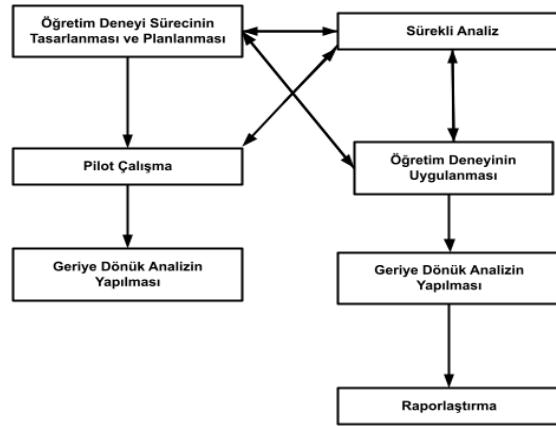 Öğretim Deneyi Sürecinin
Tasarlanması ve Planlanması
Sürekli Analiz
Pilot Çalışma
Öğretim Deneyinin
Uygulanması
Geriye Dönük Analizin
Yapılması
Geriye Dönük Analizin
Yapılması
Raporlaştırma